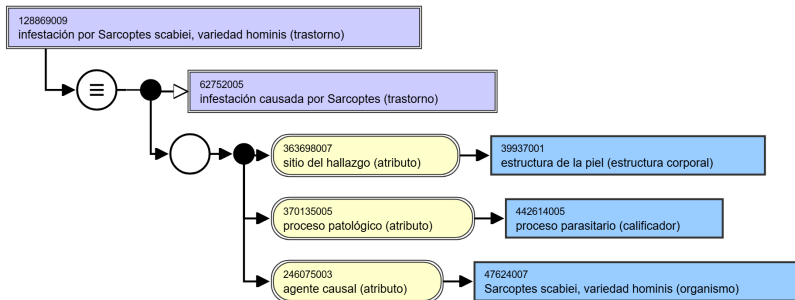 128869009
infestación por Sarcoptes scabiei, variedad hominis (trastorno)
62752005
infestación causada por Sarcoptes (trastorno)
363698007
sitio del hallazgo (atributo)
39937001
estructura de la piel (estructura corporal)
370135005
proceso patológico (atributo)
442614005
proceso parasitario (calificador)
246075003
agente causal (atributo)
47624007
Sarcoptes scabiei, variedad hominis (organismo)